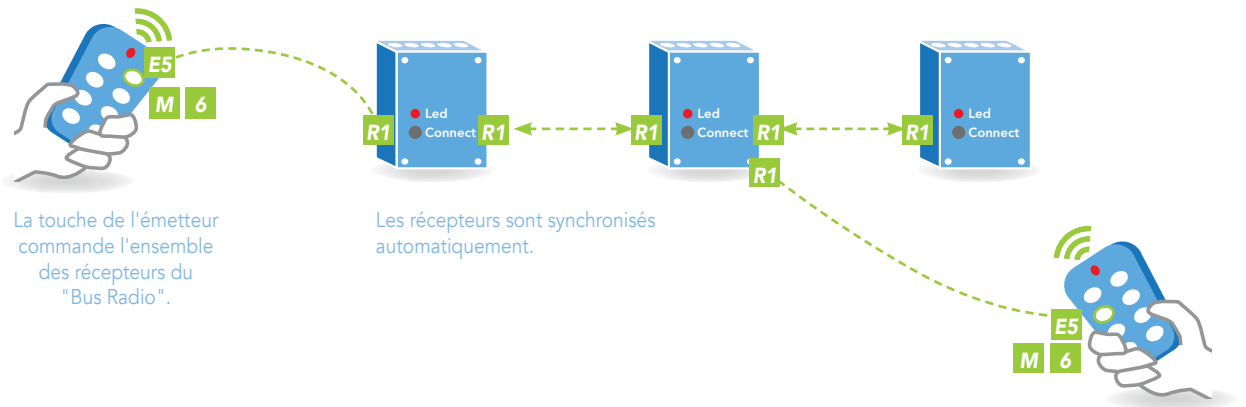 E5
M 6
R1
Led
Connect
R1
R1
Led
Connect
R1
R1
R1
Led
Connect
La touche de l'émetteur
commande l'ensemble
des récepteurs du
"Bus Radio".
Les récepteurs sont synchronisés
automatiquement.
E5
M 6